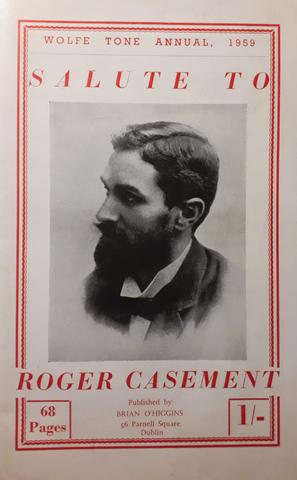 WOLFE TONE ANNUAL, 1959
SALUTE TO
ROGER CASEMENT
68
Pages
Published by
BRIAN O'HIGGINS
56 Parnell Square
Dublin
1/-